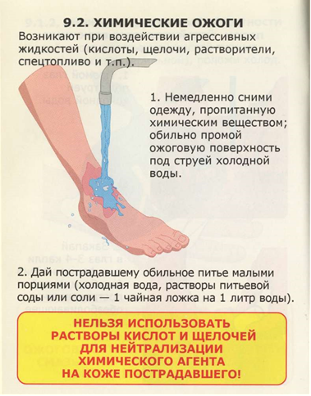 9.2. ХИМИЧЕСКИЕ ОЖОГИ
Возникают при воздействии агрессивных
жидкостей (кислоты, щелочи, растворители,
спецтопливо и т.п.).
1. Немедленно сними
одежду, пропитанную
химическим веществом;
обильно промой
ожоговую поверхность
под струей холодной
воды.
2. Дай пострадавшему обильное питье малыми
порциями (холодная вода, растворы питьевой
соды или соли — 1 чайная ложка на 1 литр воды).
НЕЛЬЗЯ ИСПОЛЬЗОВАТЬ
РАСТВОРЫ КИСЛОТ И ЩЕЛОЧЕЙ
ДЛЯ НЕЙТРАЛИЗАЦИИ
ХИМИЧЕСКОГО АГЕНТА
НА КОЖЕ ПОСТРАДАВШЕГО!